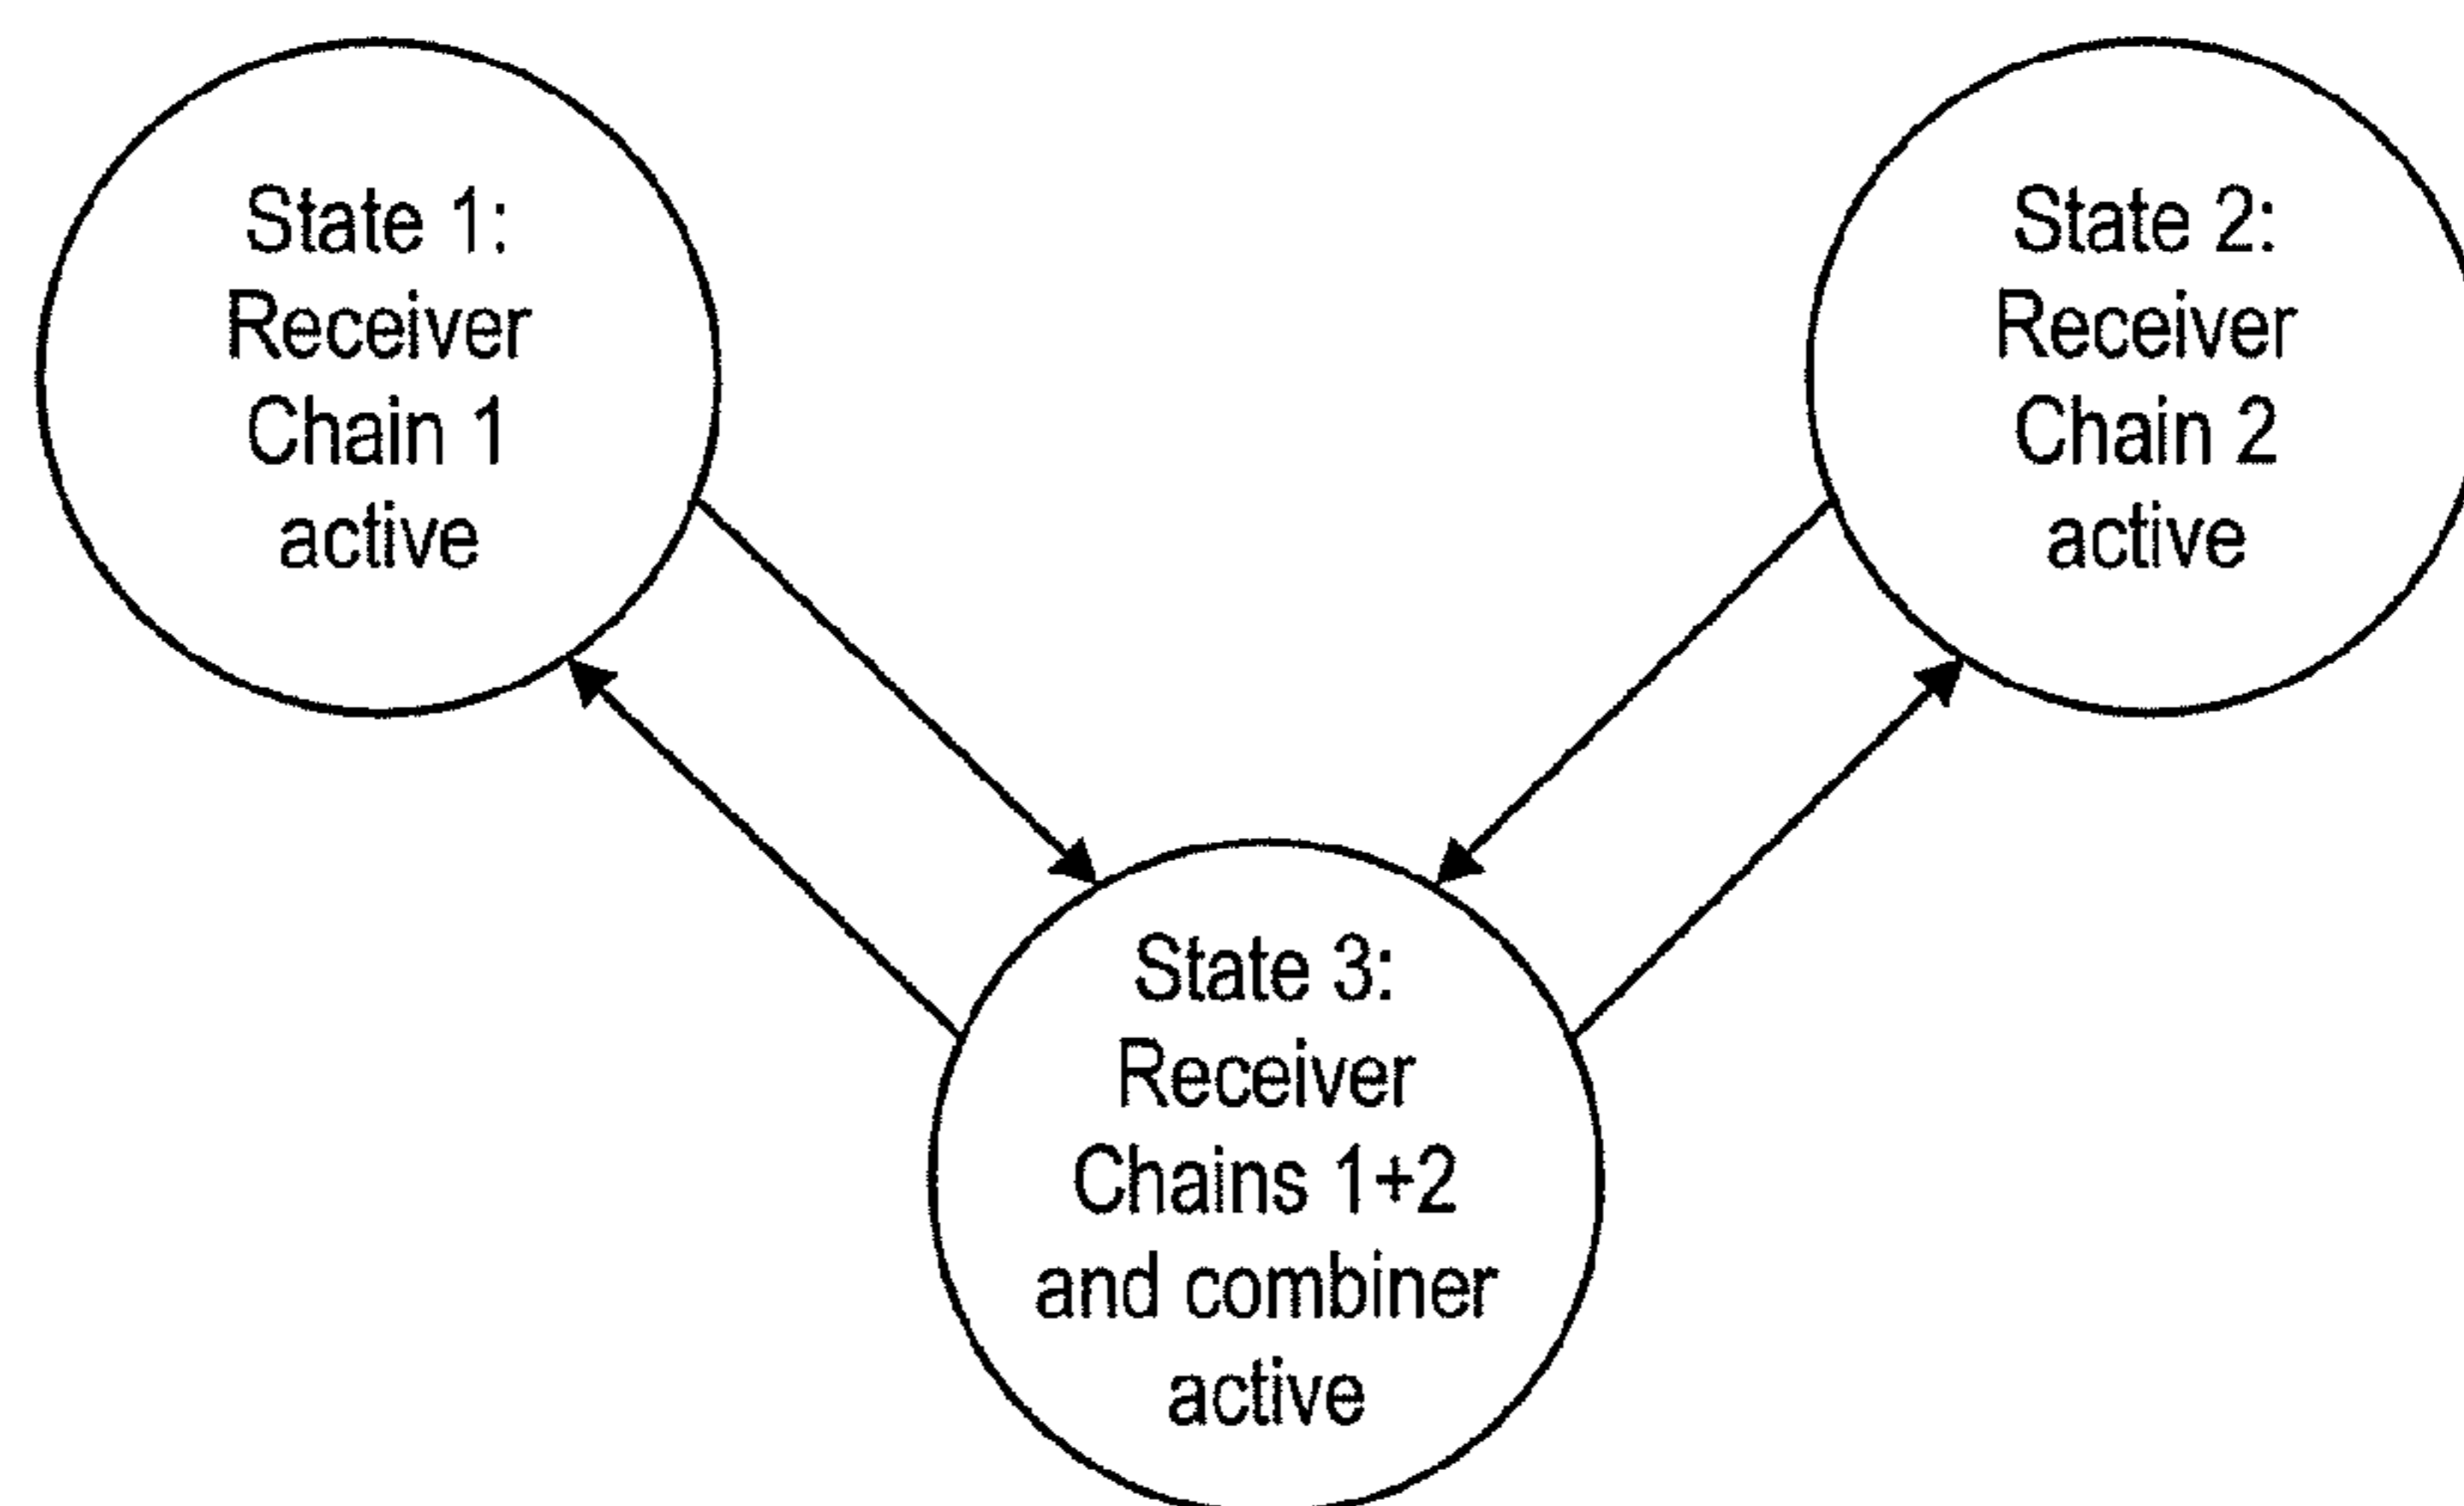 State 1:
Receiver
Chain 1
active
State 2:
Receiver
Chain 2
active
State 3:
Receiver
Chains 1+2
and combiner
active